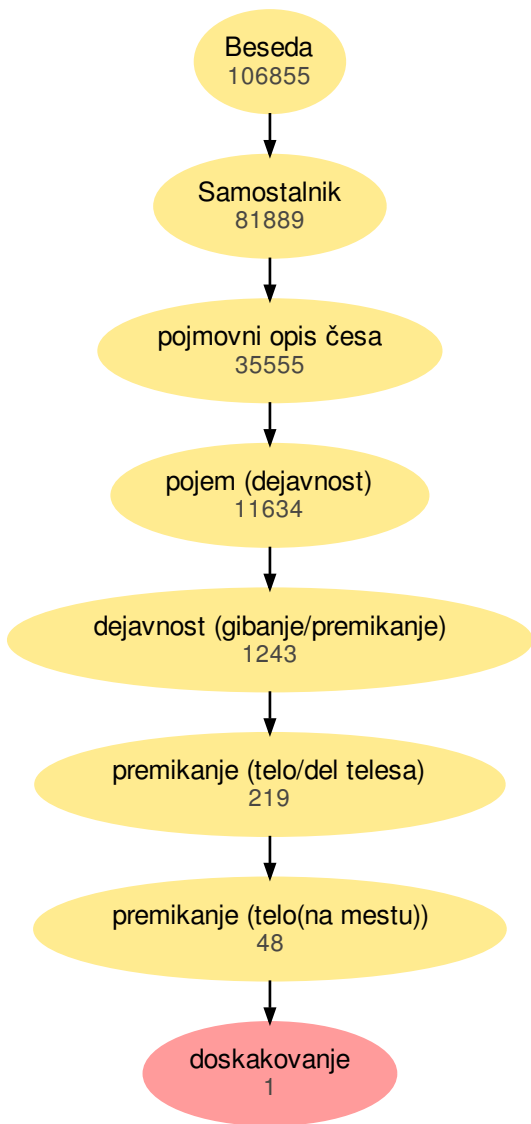 Beseda
106855
Samostalnik
81889
pojmovni opis česa
35555
pojem (dejavnost)
11634
dejavnost (gibanje/premikanje)
1243
premikanje (telo/del telesa)
219
premikanje (telo(na mestu))
48
doskakovanje
1